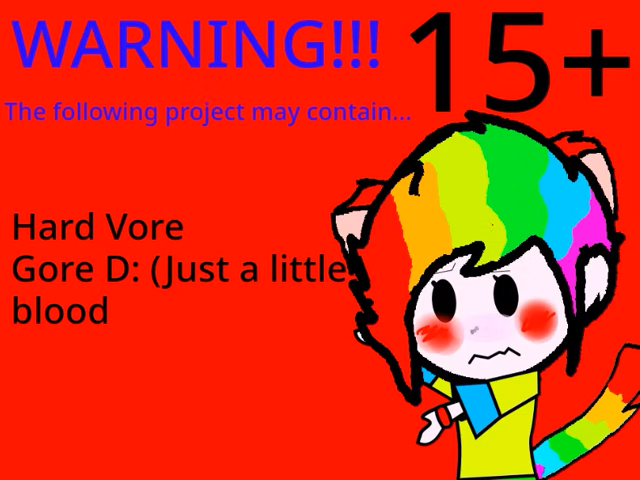 WARNING!!!
15+
The following project may contain...
Hard Vore
Gore D: (Just a little
blood